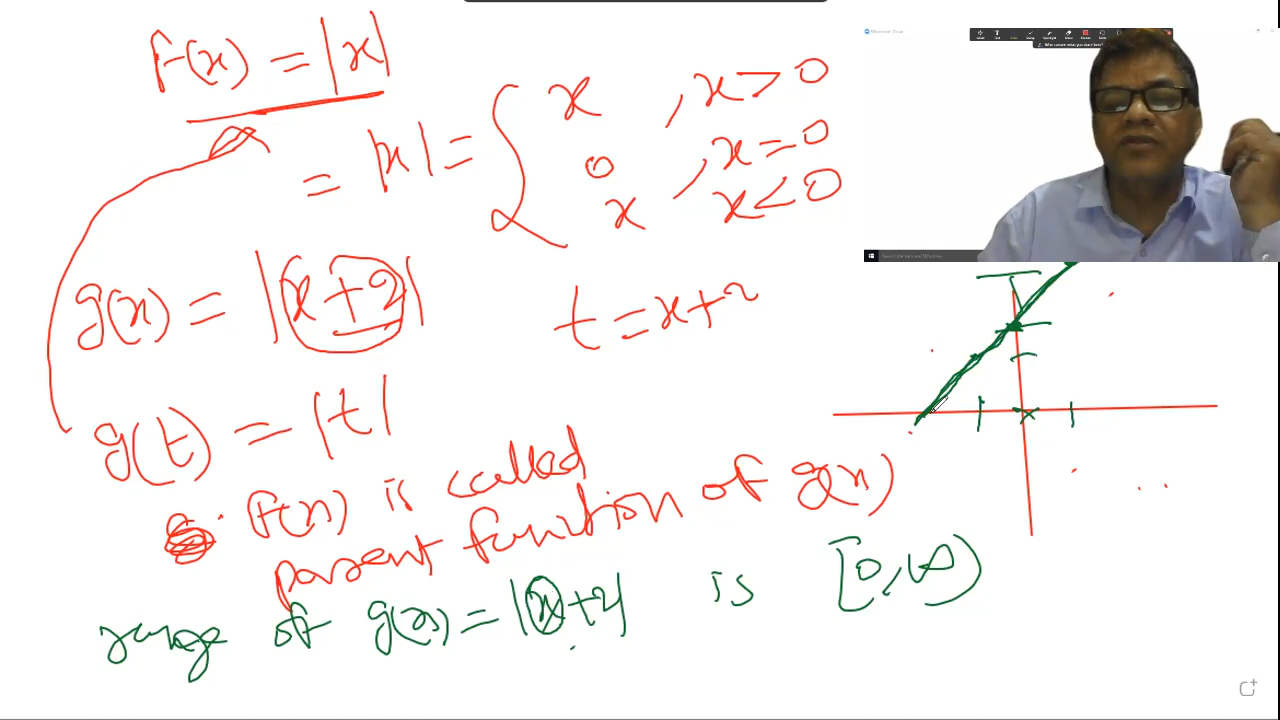 f(x) = |x|
= |x| = { x , x > 0
0 , x = 0
x , x < 0
g(x) = |x+2|
t = x+2
g(t) = |t|
f(x) is called
parent function of g(x)
range of g(x) = |x+2| is [0,∞)